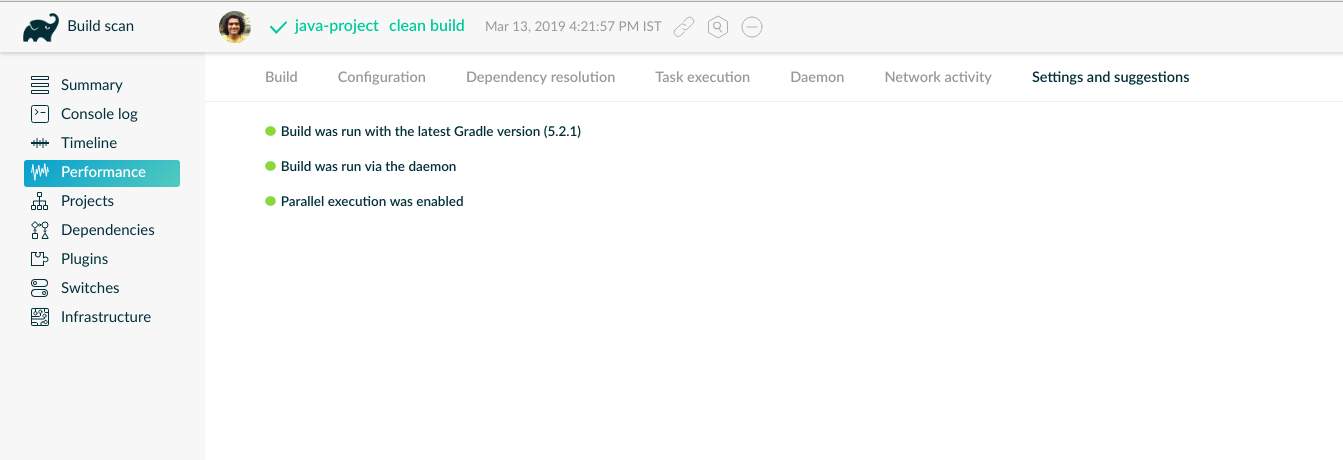 Build scan
java-project clean build Mar 13, 2019 4:21:57 PM IST
Summary
Console log
Timeline
Performance
Projects
Dependencies
Plugins
Switches
Infrastructure
Build Configuration Dependency resolution Task execution Daemon Network activity Settings and suggestions
Build was run with the latest Gradle version (5.2.1)
Build was run via the daemon
Parallel execution was enabled